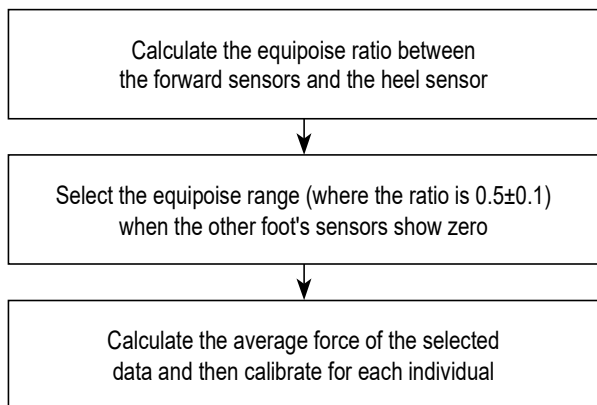 Calculate the equipoise ratio between
the forward sensors and the heel sensor
Select the equipoise range (where the ratio is 0.5±0.1)
when the other foot's sensors show zero
Calculate the average force of the selected
data and then calibrate for each individual